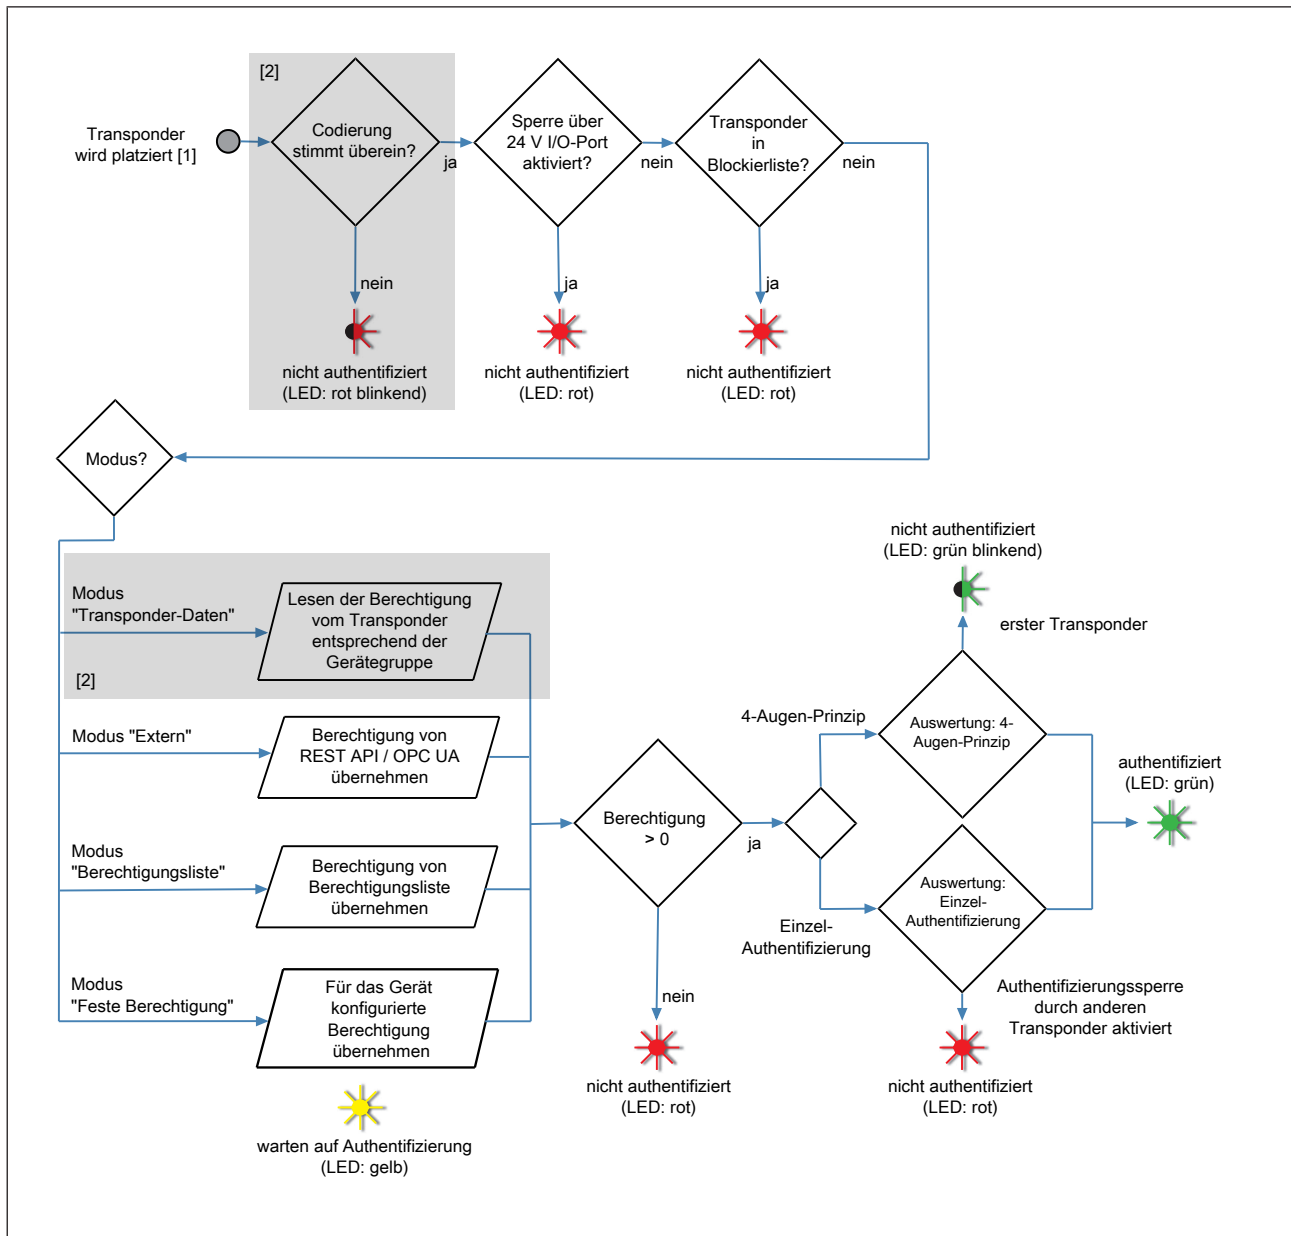 [2]
Transponder
wird platziert [1]
Codierung
stimmt überein?
ja
nein
nicht authentifiziert
(LED: rot blinkend)
Sperre über
24 V I/O-Port
aktiviert?
nein
ja
nicht authentifiziert
(LED: rot)
Transponder
in
Blockierliste?
nein
ja
nicht authentifiziert
(LED: rot)
Modus?
Modus
"Transponder-Daten"
Lesen der Berechtigung
vom Transponder
entsprechend der
Gerätegruppe
[2]
Modus "Extern"
Berechtigung von
REST API / OPC UA
übernehmen
Modus
"Berechtigungsliste"
Berechtigung von
Berechtigungsliste
übernehmen
Modus
"Feste Berechtigung"
Für das Gerät
konfigurierte
Berechtigung
übernehmen
warten auf Authentifizierung
(LED: gelb)
Berechtigung
> 0
ja
nein
nicht authentifiziert
(LED: rot)
4-Augen-Prinzip
Auswertung: 4-
Augen-Prinzip
erster Transponder
nicht authentifiziert
(LED: grün blinkend)
authentifiziert
(LED: grün)
Einzel-
Authentifizierung
Auswertung:
Einzel-
Authentifizierung
Authentifizierungssperre
durch anderen
Transponder aktiviert
nicht authentifiziert
(LED: rot)